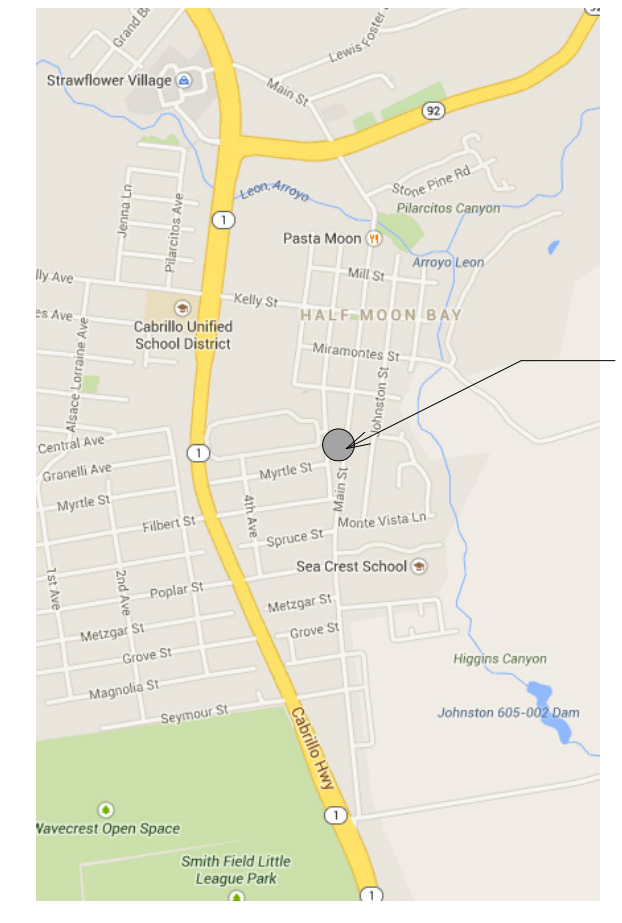 92
Grand B
Lewis Foster
Strawflower Village
Main St
92
Stone Pine Rd
Leon, Arroyo
Jenna Ln
Pilarcitos Ave
Pilarcitos Canyon
1
Pasta Moon
Arroyo Leon
Mill St
lly Ave
Kelly St
es Ave
HALF MOON BAY
Cabrillo Unified
School District
Miramontes St
Alsace Lorraine Ave
Johnston St
Central Ave
1
Granelli Ave
Myrtle St
Main St
4th Ave
Myrtle St
Filbert St
Monte Vista Ln
Spruce St
Sea Crest School
1st Ave
2nd Ave
Poplar St
Metzgar St
Metzgar St
Grove St
Grove St
Higgins Canyon
Magnolia St
Seymour St
Johnston 605-002 Dam
Cabrillo Hwy
1
Wavecrest Open Space
Smith Field Little
League Park
1